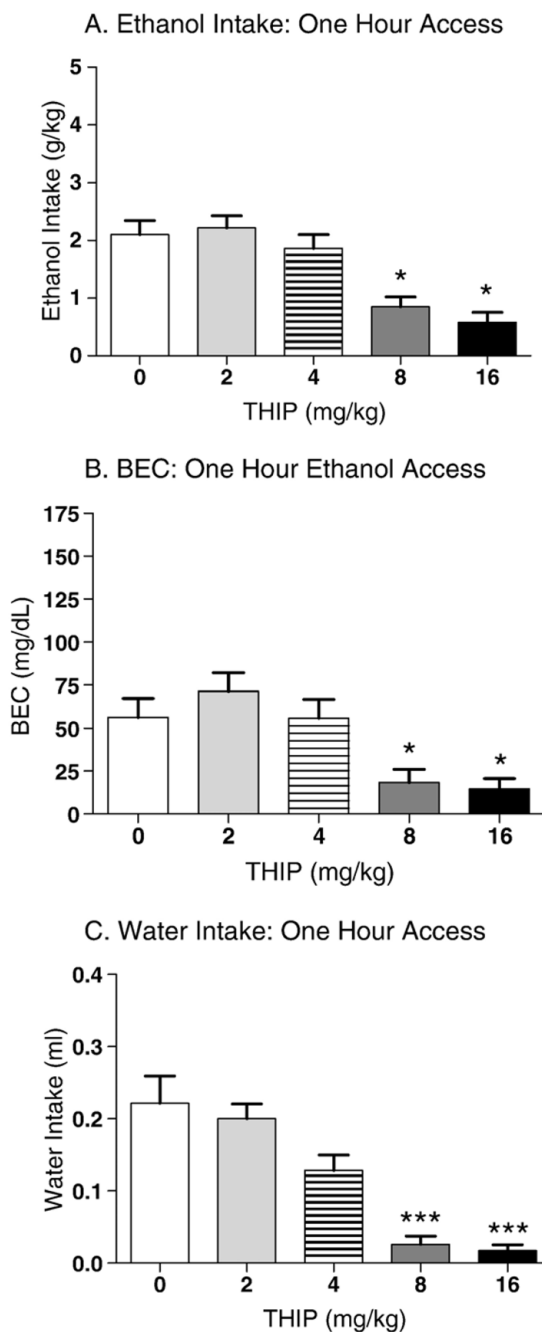 A. Ethanol Intake: One Hour Access
Ethanol Intake (g/kg)
5
4
3
2
1
0
* *
0 2 4 8 16
THIP (mg/kg)
B. BEC: One Hour Ethanol Access
BEC (mg/dL)
175
150
125
100
75
50
25
0
* *
0 2 4 8 16
THIP (mg/kg)
C. Water Intake: One Hour Access
Water Intake (ml)
0.4
0.3
0.2
0.1
0.0
*** ***
0 2 4 8 16
THIP (mg/kg)